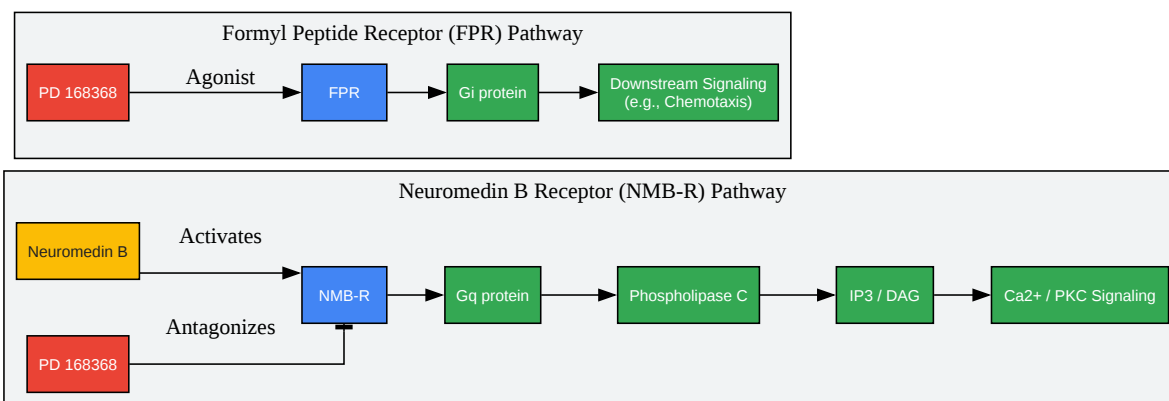 Formyl Peptide Receptor (FPR) Pathway
PD 168368
Agonist
FPR
Gi protein
Downstream Signaling
(e.g., Chemotaxis)
Neuromedin B Receptor (NMB-R) Pathway
Neuromedin B
Activates
NMB-R
Gq protein
Phospholipase C
IP3 / DAG
Ca2+ / PKC Signaling
Antagonizes
PD 168368